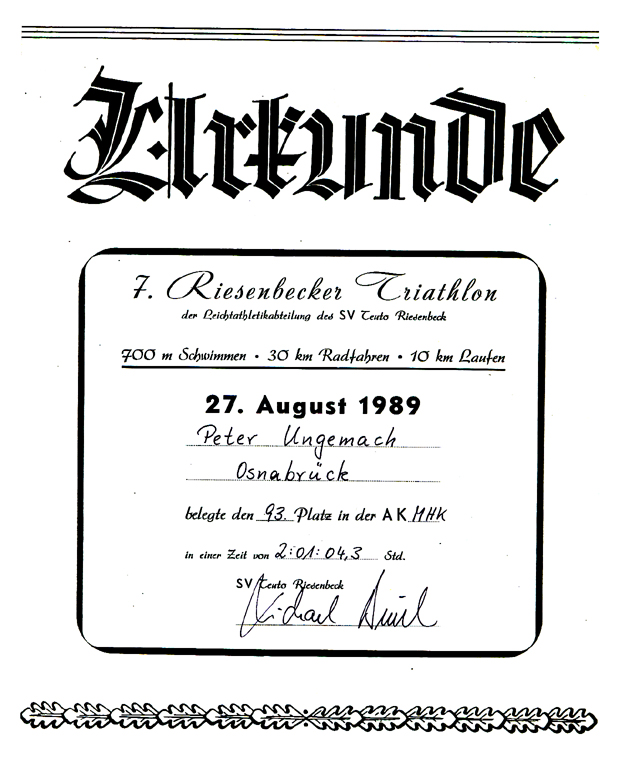 Urkunde
7. Riesenbecker Triathlon
der Leichtathletikabteilung des SV Teuto Riesenbeck
700 m Schwimmen • 30 km Radfahren • 10 km Laufen
27. August 1989
Peter Ungemach
Osnabrück
belegte den 93. Platz in der AK MHK
in einer Zeit von 2:01:04,3 Std.
SV Teuto Riesenbeck
Michael